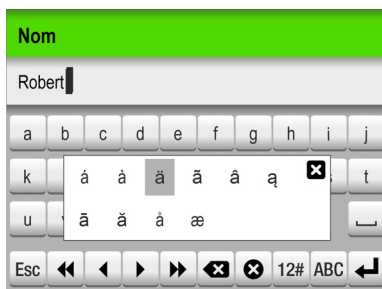 Nom
Robert
a b c d e f g h i j
k t
á à ä ã â ą
u
ā ă å æ
Esc 12# ABC